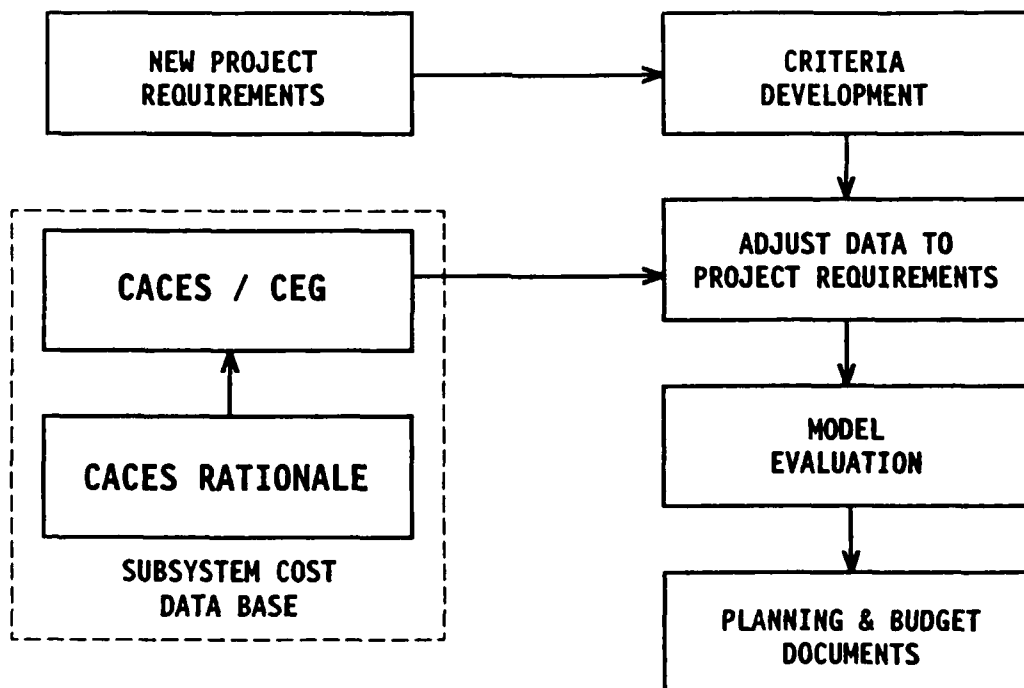 NEW PROJECT
REQUIREMENTS
CRITERIA
DEVELOPMENT
CACES / CEG
ADJUST DATA TO
PROJECT REQUIREMENTS
CACES RATIONALE
MODEL
EVALUATION
SUBSYSTEM COST
DATA BASE
PLANNING & BUDGET
DOCUMENTS